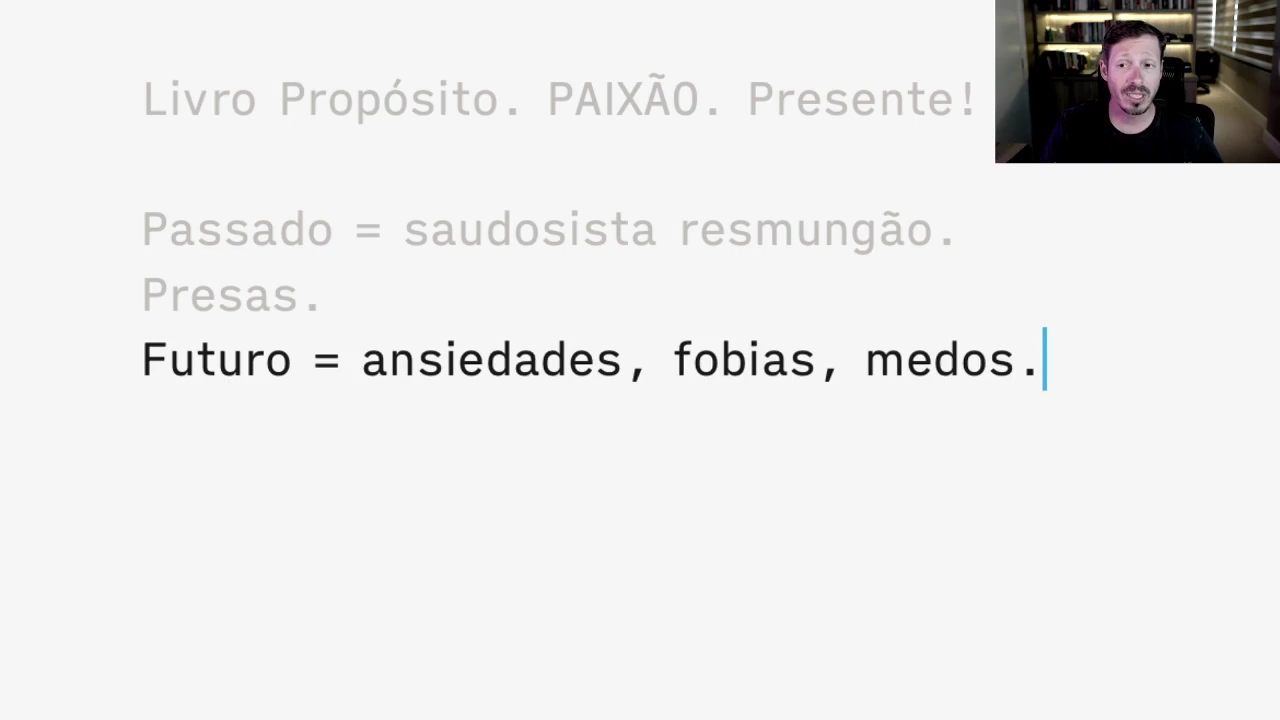 Livro Propósito. PAIXÃO. Presente!
Passado = saudosista resmungão.
Presas.
Futuro = ansiedades, fobias, medos.